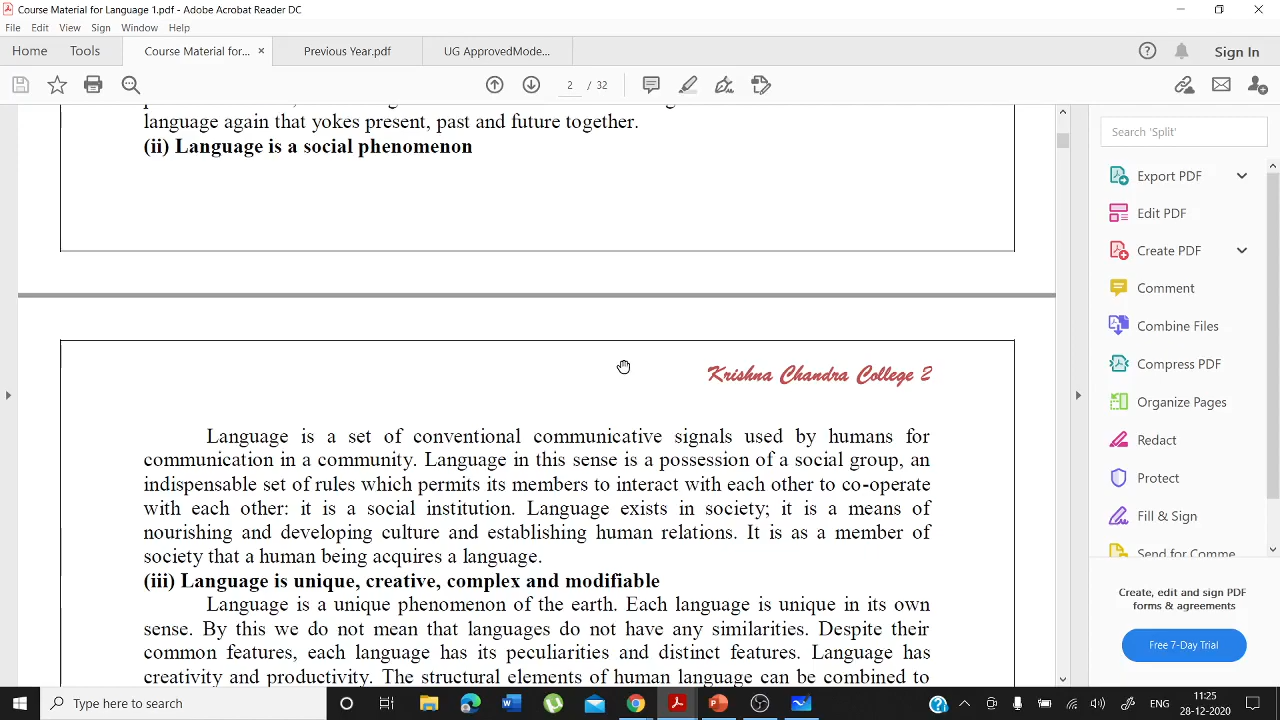 Course Material for Language 1.pdf - Adobe Acrobat Reader DC
File Edit View Sign Window Help
Home Tools Course Material for... × Previous Year.pdf UG ApprovedMode... Sign In
2 / 32
language again that yokes present, past and future together.
(ii) Language is a social phenomenon
Krishna Chandra College 2
Language is a set of conventional communicative signals used by humans for
communication in a community. Language in this sense is a possession of a social group, an
indispensable set of rules which permits its members to interact with each other to co-operate
with each other: it is a social institution. Language exists in society; it is a means of
nourishing and developing culture and establishing human relations. It is as a member of
society that a human being acquires a language.
(iii) Language is unique, creative, complex and modifiable
Language is a unique phenomenon of the earth. Each language is unique in its own
sense. By this we do not mean that languages do not have any similarities. Despite their
common features, each language has its peculiarities and distinct features. Language has
creativity and productivity. The structural elements of human language can be combined to
Search 'Split'
Export PDF
Edit PDF
Create PDF
Comment
Combine Files
Compress PDF
Organize Pages
Redact
Protect
Fill & Sign
Send for Comme
Create, edit and sign PDF
forms & agreements
Free 7-Day Trial
Type here to search
ENG
11:25
28-12-2020